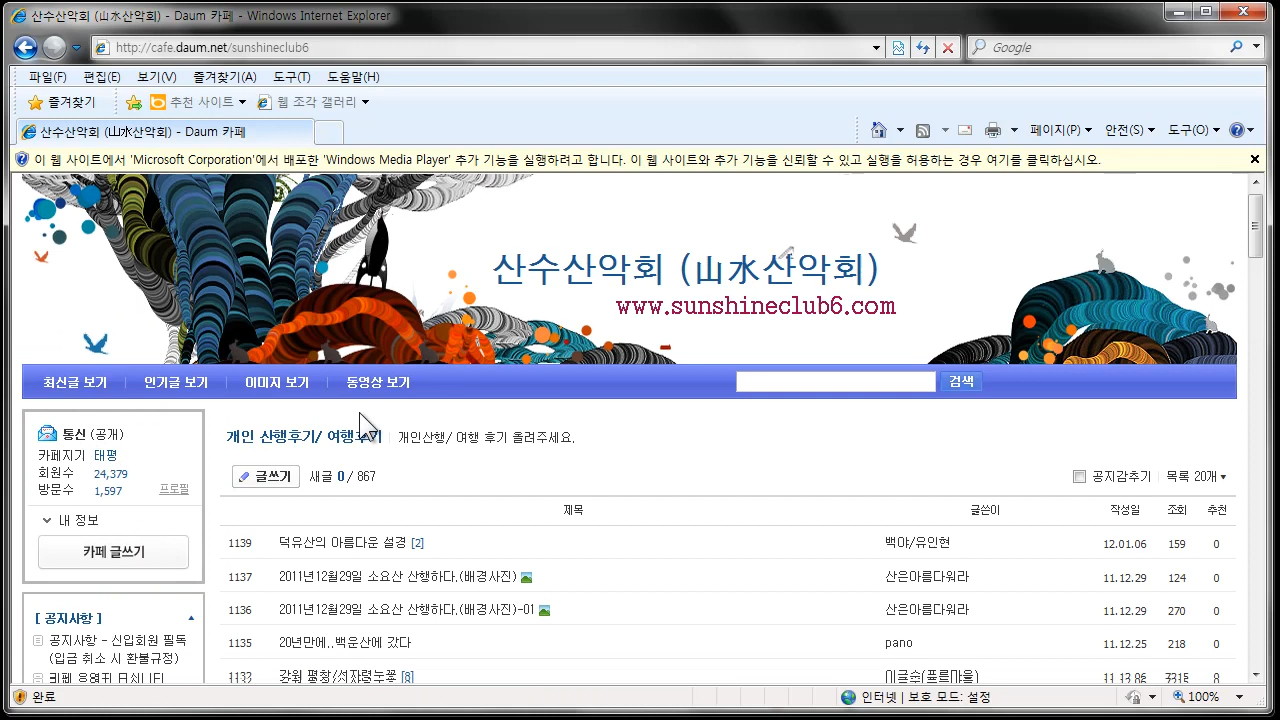 산수산악회 (山水산악회) - Daum 카페 - Windows Internet Explorer
http://cafe.daum.net/sunshineclub6
Google
파일(F) 편집(E) 보기(V) 즐겨찾기(A) 도구(T) 도움말(H)
즐겨찾기 추천 사이트 웹 조각 갤러리
산수산악회 (山水산악회) - Daum 카페
페이지(P) 안전(S) 도구(O)
이 웹 사이트에서 'Microsoft Corporation'에서 배포한 'Windows Media Player' 추가 기능을 실행하려고 합니다. 이 웹 사이트와 추가 기능을 신뢰할 수 있고 실행을 허용하는 경우 여기를 클릭하십시오.
산수산악회 (山水산악회)
www.sunshineclub6.com
최신글 보기 인기글 보기 이미지 보기 동영상 보기 검색
통신 (공개)
카페지기 태평
회원수 24,379
방문수 1,597 프로필
내 정보
카페 글쓰기
[ 공지사항 ]
공지사항 - 신입회원 필독
(입금 취소 시 환불규정)
개인 산행후기/ 여행후기 개인산행/ 여행 후기 올려주세요.
글쓰기 새글 0 / 867 공지감추기 목록 20개
제목 글쓴이 작성일 조회 추천
1139 덕유산의 아름다운 설경 [2] 백야/유인현 12.01.06 159 0
1137 2011년12월29일 소요산 산행하다.(배경사진) 산은아름다워라 11.12.29 124 0
1136 2011년12월29일 소요산 산행하다.(배경사진)-01 산은아름다워라 11.12.29 270 0
1135 20년만에..백운산에 갔다 pano 11.12.25 218 0
1133 강원 평창/선자령눈꽃 [8]
완료 인터넷 | 보호 모드: 설정 100%